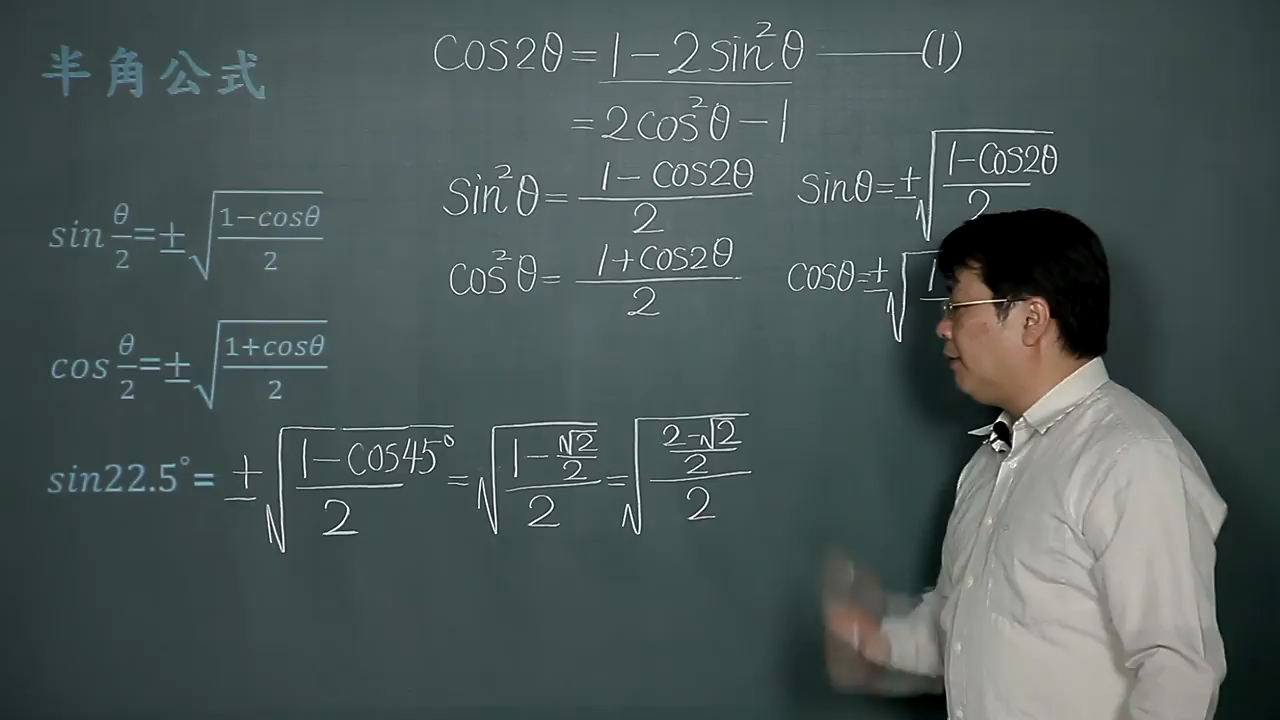 半角公式
cos2θ = 1 - 2sin²θ ——(1)
= 2cos²θ - 1
sin²θ = (1 - cos2θ)/2
sinθ = ±√((1 - cos2θ)/2)
cos²θ = (1 + cos2θ)/2
cosθ = ±√(1
sin θ/2 = ±√((1 - cosθ)/2)
cos θ/2 = ±√((1 + cosθ)/2)
sin22.5° = ±√((1 - cos45°)/2) = √((1 - √2/2)/2) = √(((2 - √2)/2)/2)